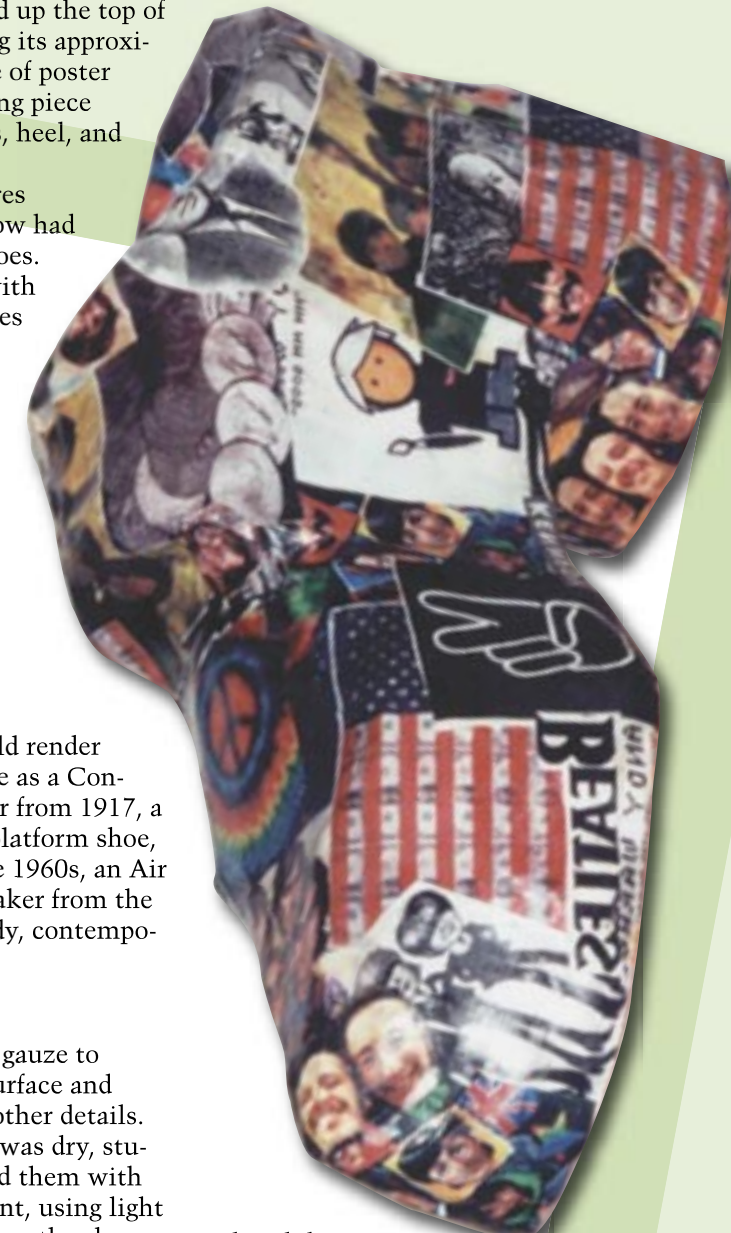 d up the top of
g its approxi-
e of poster
ng piece
, heel, and
res
ow had
oes.
ith
es
ld render
e as a Con-
r from 1917, a
platform shoe,
e 1960s, an Air
aker from the
dy, contempo-
gauze to
urface and
other details.
was dry, stu-
d them with
nt, using light
BEATLES
ANDY